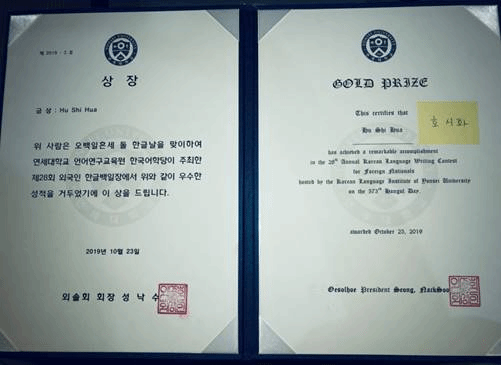 제 2019 - 2 호
상 장
금 상 : Hu Shi Hua
위 사람은 오백일흔세 돌 한글날을 맞이하여
연세대학교 언어연구교육원 한국어학당이 주최한
제28회 외국인 한글백일장에서 위와 같이 우수한
성적을 거두었기에 이 상을 드립니다.
2019년 10월 23일
외솔회 회장 성 낙 수
GOLD PRIZE
This certifies that
Hu Shi Hua
호 시화
has achieved a remarkable accomplishment
in the 28th Annual Korean Language Writing Contest
for Foreign Nationals
hosted by the Korean Language Institute of Yonsei University
on the 573th Hangul Day.
awarded October 23, 2019
Oesolhoe President Seong, NackSoo